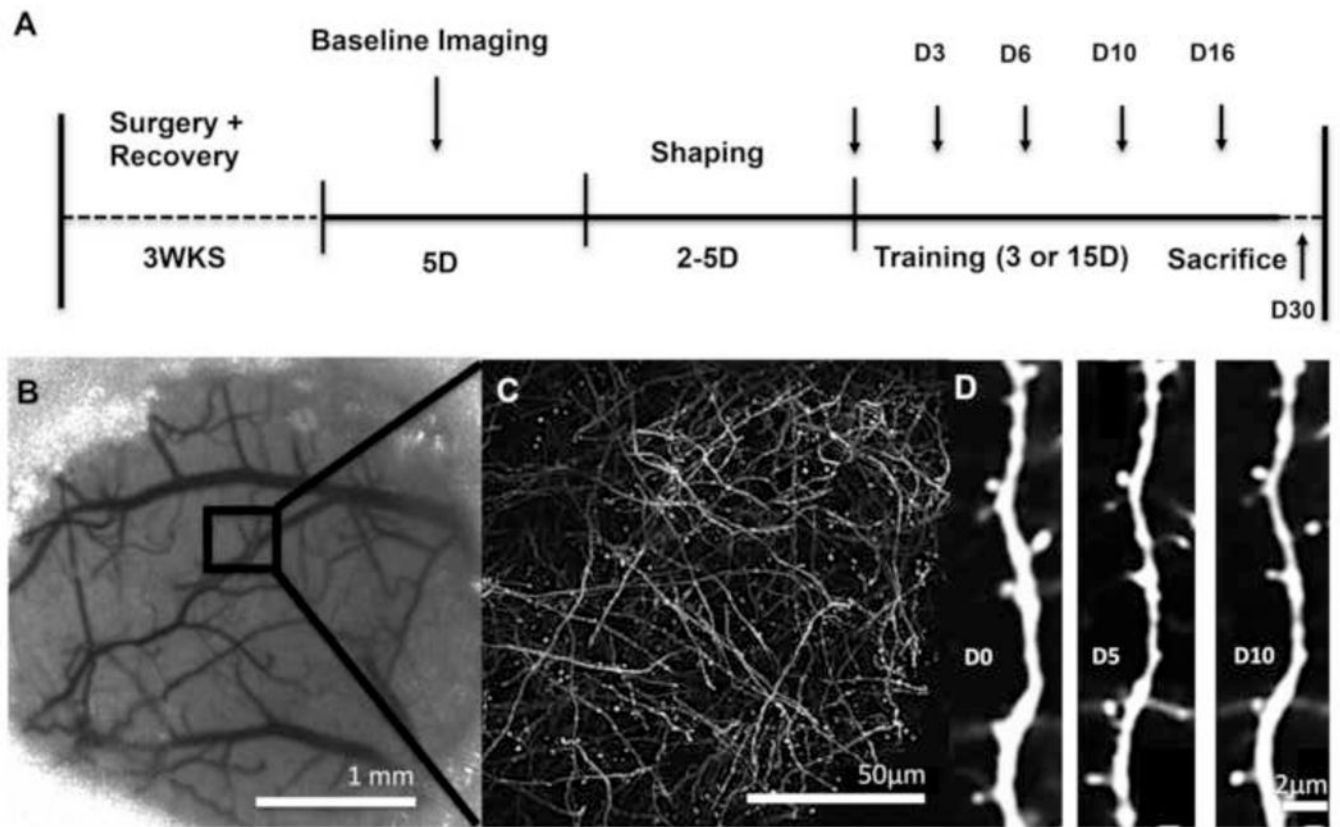 A
Baseline Imaging
D3 D6 D10 D16
Surgery +
Recovery
Shaping
3WKS 5D 2-5D Training (3 or 15D) Sacrifice
D30
B C D
D0 D5 D10
1 mm 50µm 2µm